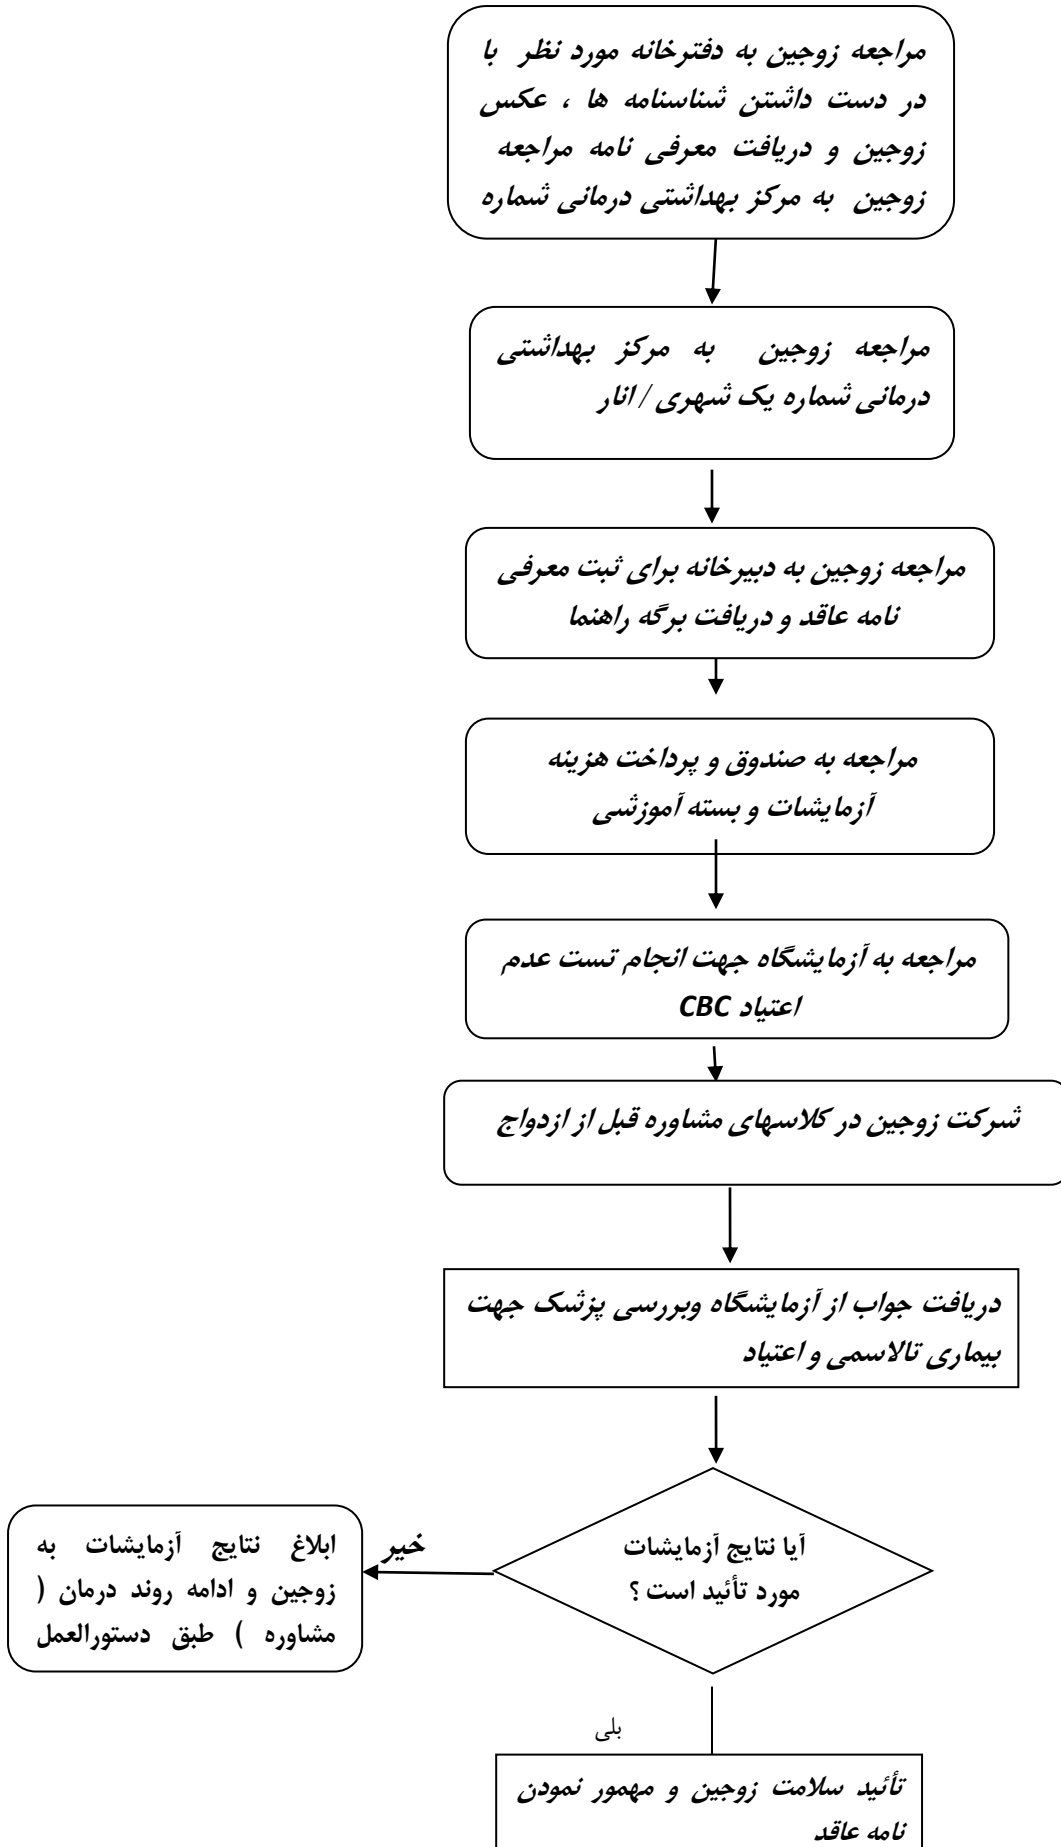 مراجعه زوجین به دفترخانه مورد نظر با
در دست داشتن شناسنامه ها ، عکس
زوجین و دریافت معرفی نامه مراجعه
زوجین به مرکز بهداشتی درمانی شماره
مراجعه زوجین به مرکز بهداشتی
درمانی شماره یک شهری / انار
مراجعه زوجین به دبیرخانه برای ثبت معرفی
نامه عاقد و دریافت برگه راهنما
مراجعه به صندوق و پرداخت هزینه
آزمایشات و بسته آموزشی
مراجعه به آزمایشگاه جهت انجام تست عدم
اعتیاد CBC
شرکت زوجین در کلاسهای مشاوره قبل از ازدواج
دریافت جواب از آزمایشگاه وبررسی پزشک جهت
بیماری تالاسمی و اعتیاد
آیا نتایج آزمایشات
مورد تأئید است ؟
خیر
ابلاغ نتایج آزمایشات به
زوجین و ادامه روند درمان (
مشاوره ) طبق دستورالعمل
بلی
تأئید سلامت زوجین و مهمور نمودن
نامه عاقد